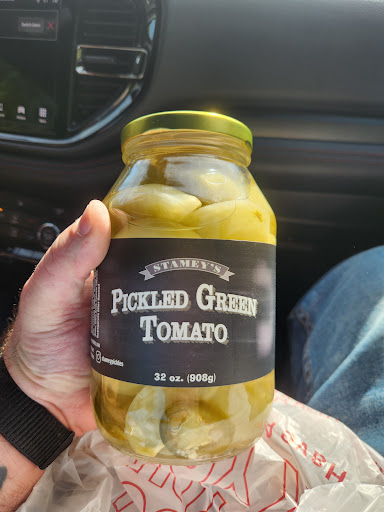 STAMEY'S
PICKLED GREEN
TOMATO
32 oz. (908g)